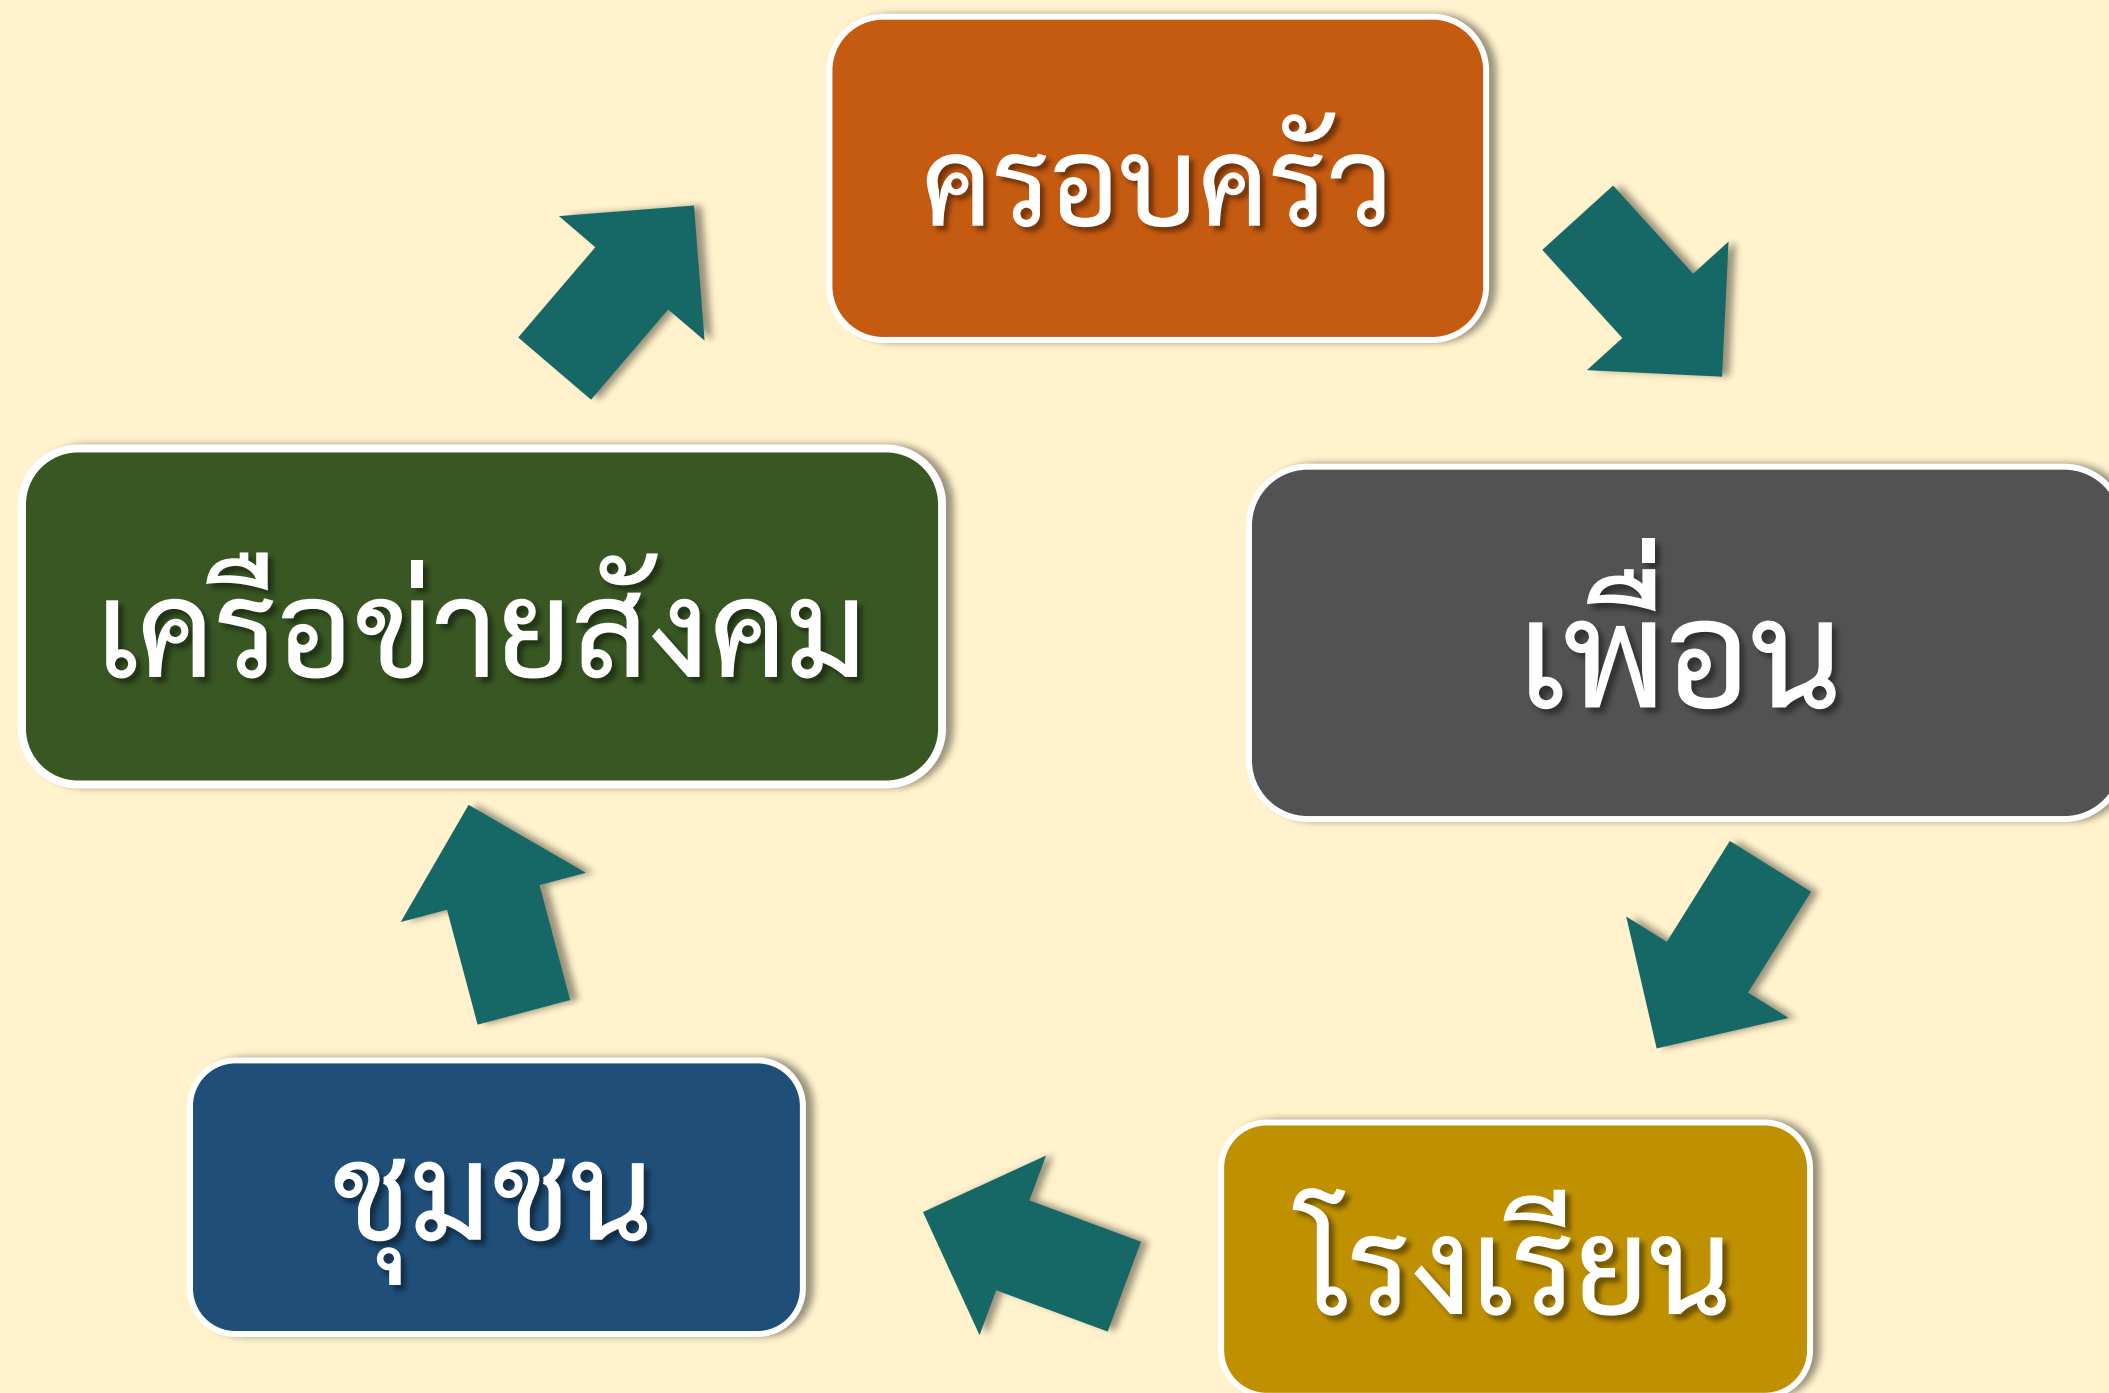 ครอบครัว
เพื่อน
โรงเรียน
ชุมชน
เครือข่ายสังคม